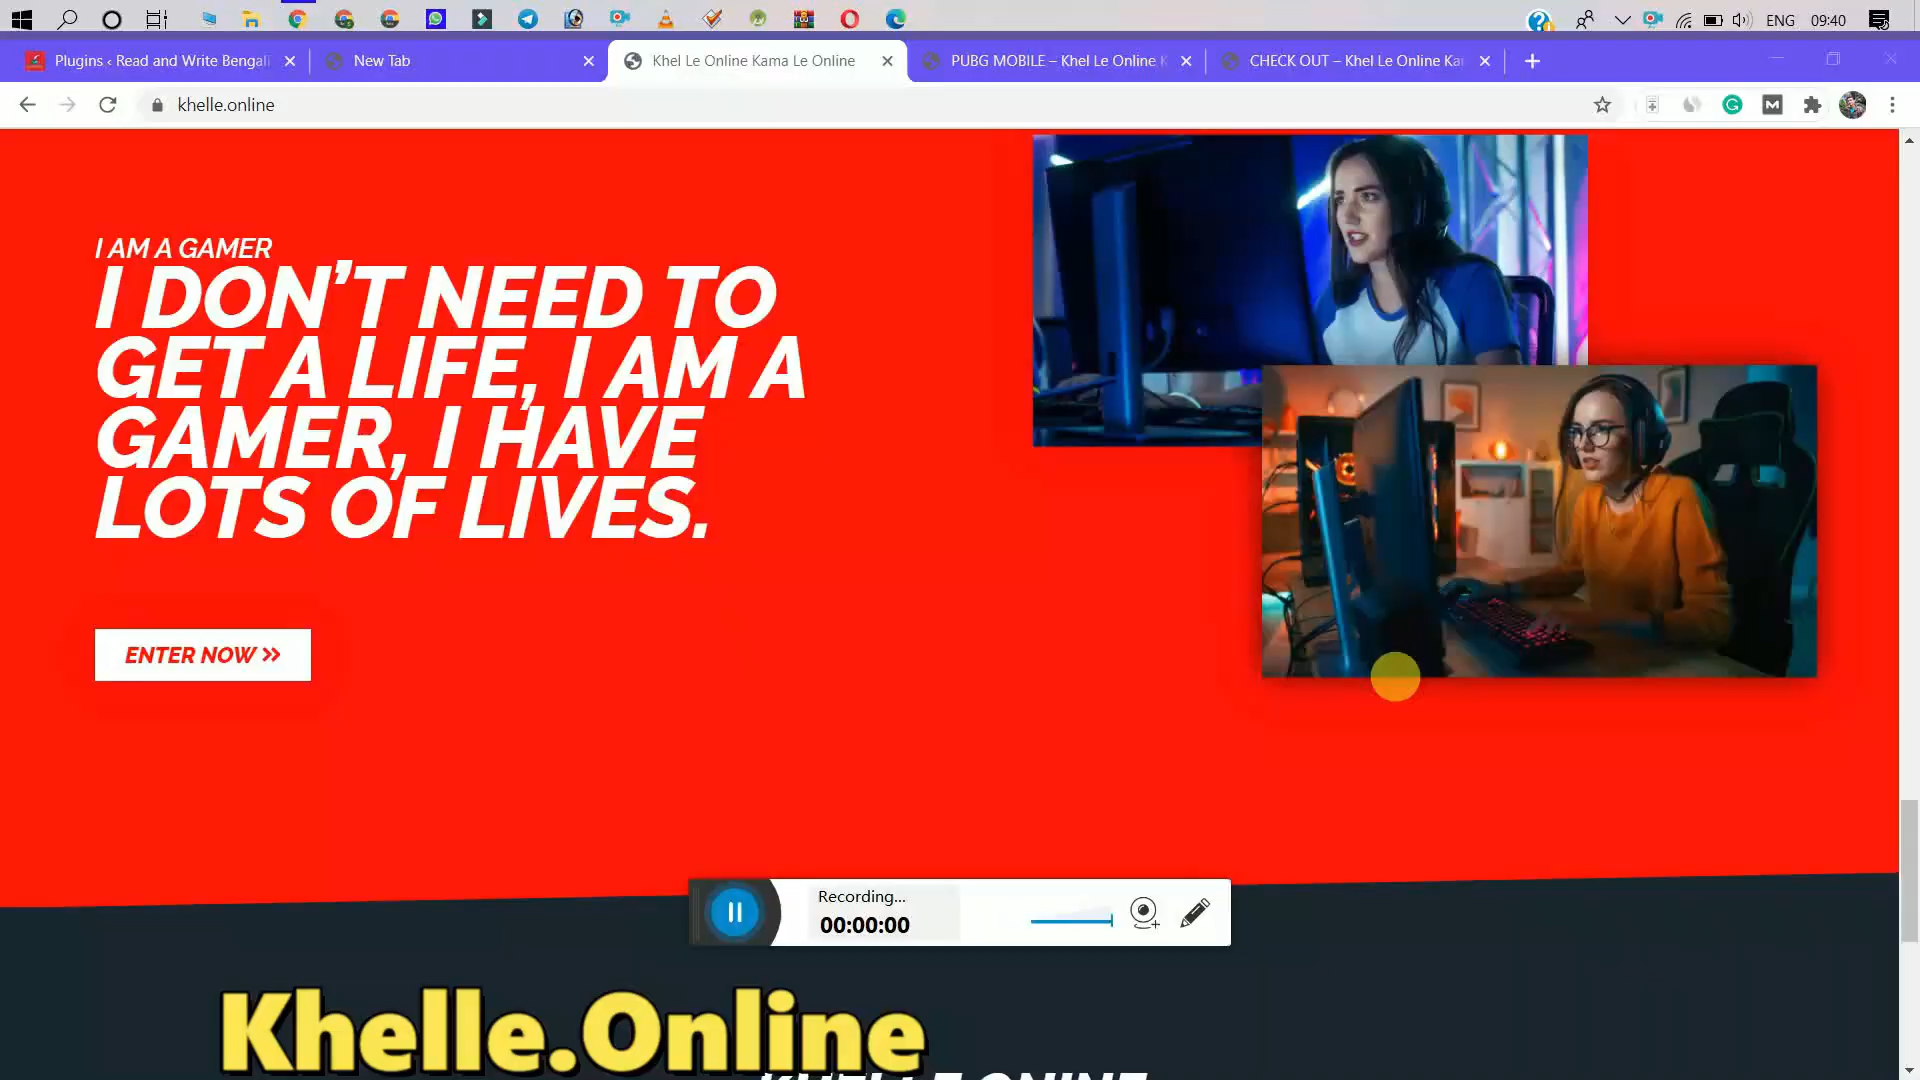 ENG
09:40
Plugins ‹ Read and Write Bengali
New Tab
Khel Le Online Kama Le Online
PUBG MOBILE – Khel Le Online K
CHECK OUT – Khel Le Online Ka
khelle.online
I AM A GAMER
I DON’T NEED TO
GET A LIFE, I AM A
GAMER, I HAVE
LOTS OF LIVES.
ENTER NOW »
Recording...
00:00:00
Khelle.Online